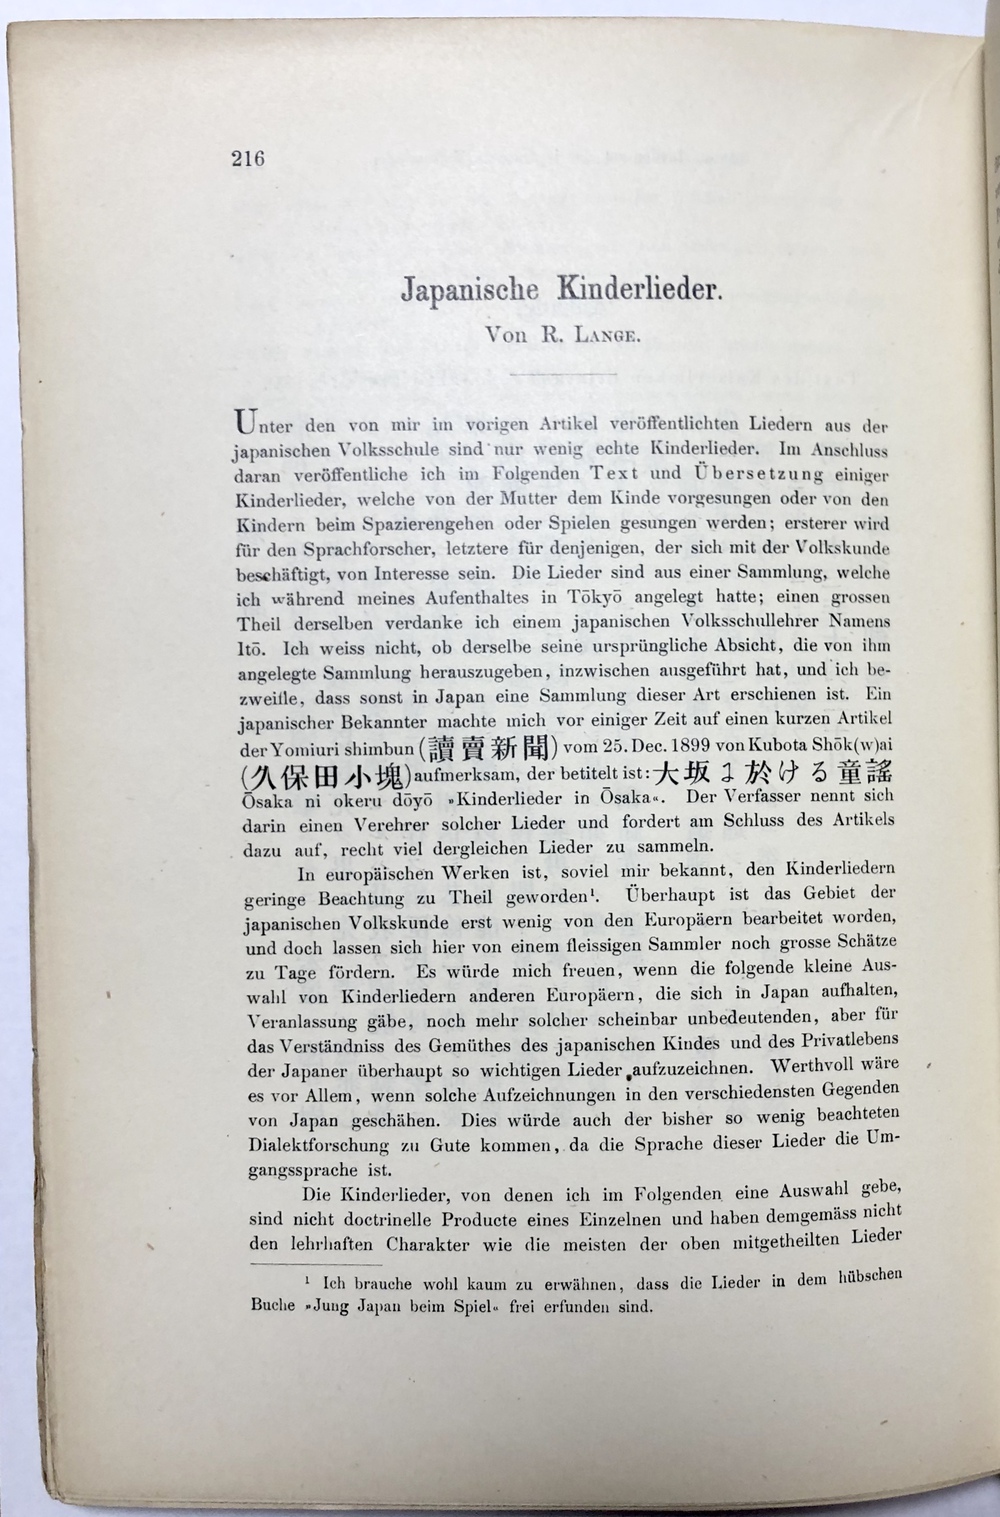 216
Japanische Kinderlieder.
Von R. Lange.
Unter den von mir im vorigen Artikel veröffentlichten Liedern aus der
japanischen Volksschule sind nur wenig echte Kinderlieder. Im Anschluss
daran veröffentliche ich im Folgenden Text und Übersetzung einiger
Kinderlieder, welche von der Mutter dem Kinde vorgesungen oder von den
Kindern beim Spazierengehen oder Spielen gesungen werden; ersterer wird
für den Sprachforscher, letztere für denjenigen, der sich mit der Volkskunde
beschäftigt, von Interesse sein. Die Lieder sind aus einer Sammlung, welche
ich während meines Aufenthaltes in Tōkyō angelegt hatte; einen grossen
Theil derselben verdanke ich einem japanischen Volksschullehrer Namens
Itō. Ich weiss nicht, ob derselbe seine ursprüngliche Absicht, die von ihm
angelegte Sammlung herauszugeben, inzwischen ausgeführt hat, und ich be-
zweifle, dass sonst in Japan eine Sammlung dieser Art erschienen ist. Ein
japanischer Bekannter machte mich vor einiger Zeit auf einen kurzen Artikel
der Yomiuri shimbun (讀賣新聞) vom 25. Dec. 1899 von Kubota Shōk(w)ai
(久保田小塊) aufmerksam, der betitelt ist: 大坂に於ける童謠
Ōsaka ni okeru dōyō »Kinderlieder in Ōsaka«. Der Verfasser nennt sich
darin einen Verehrer solcher Lieder und fordert am Schluss des Artikels
dazu auf, recht viel dergleichen Lieder zu sammeln.
In europäischen Werken ist, soviel mir bekannt, den Kinderliedern
geringe Beachtung zu Theil geworden¹. Überhaupt ist das Gebiet der
japanischen Volkskunde erst wenig von den Europäern bearbeitet worden,
und doch lassen sich hier von einem fleissigen Sammler noch grosse Schätze
zu Tage fördern. Es würde mich freuen, wenn die folgende kleine Aus-
wahl von Kinderliedern anderen Europäern, die sich in Japan aufhalten,
Veranlassung gäbe, noch mehr solcher scheinbar unbedeutenden, aber für
das Verständniss des Gemüthes des japanischen Kindes und des Privatlebens
der Japaner überhaupt so wichtigen Lieder aufzuzeichnen. Werthvoll wäre
es vor Allem, wenn solche Aufzeichnungen in den verschiedensten Gegenden
von Japan geschähen. Dies würde auch der bisher so wenig beachteten
Dialektforschung zu Gute kommen, da die Sprache dieser Lieder die Um-
gangssprache ist.
Die Kinderlieder, von denen ich im Folgenden eine Auswahl gebe,
sind nicht doctrinelle Producte eines Einzelnen und haben demgemäss nicht
den lehrhaften Charakter wie die meisten der oben mitgetheilten Lieder
¹ Ich brauche wohl kaum zu erwähnen, dass die Lieder in dem hübschen
Buche »Jung Japan beim Spiel« frei erfunden sind.